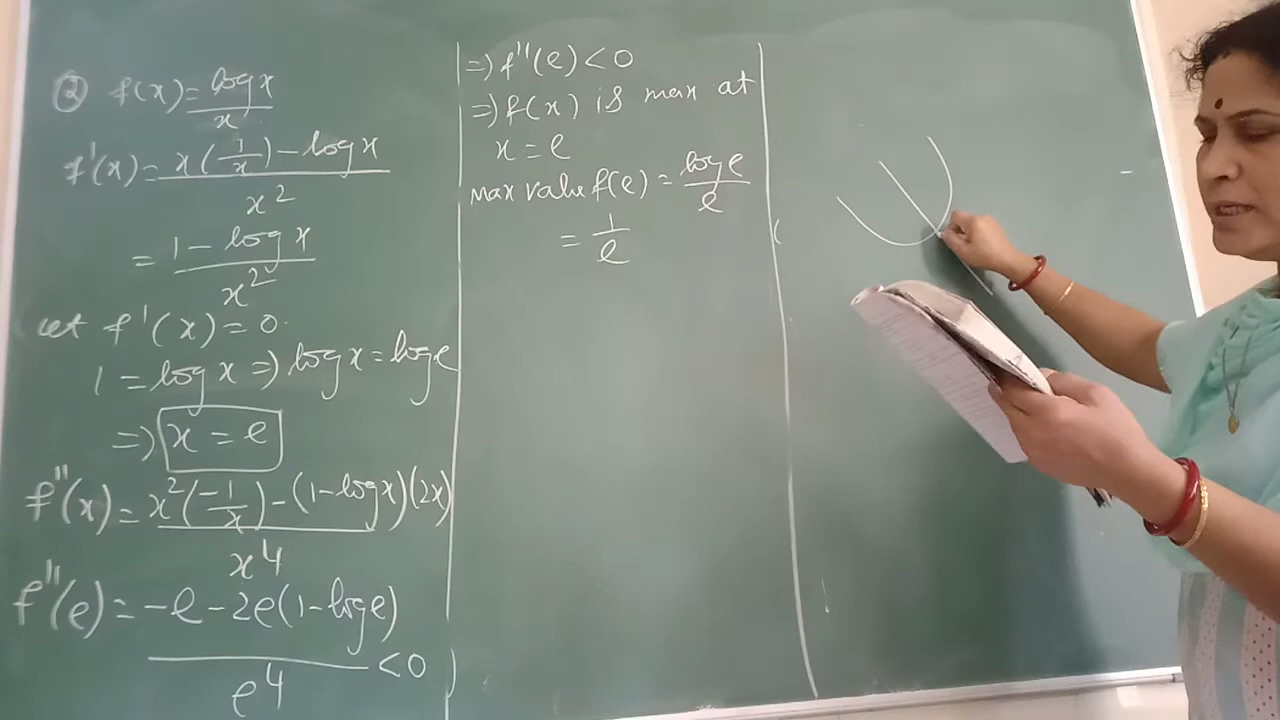 Q f(x) = log x / x
f'(x) = x(1/x) - log x / x²
= 1 - log x / x²
Let f'(x) = 0.
1 = log x ⇒ log x = log e
⇒ x = e
f''(x) = x²(-1/x) - (1 - log x)(2x) / x⁴
f''(e) = -e - 2e(1 - log e) / e⁴ < 0
⇒ f''(e) < 0
⇒ f(x) is max at
x = e
max value f(e) = log e / e
= 1/e